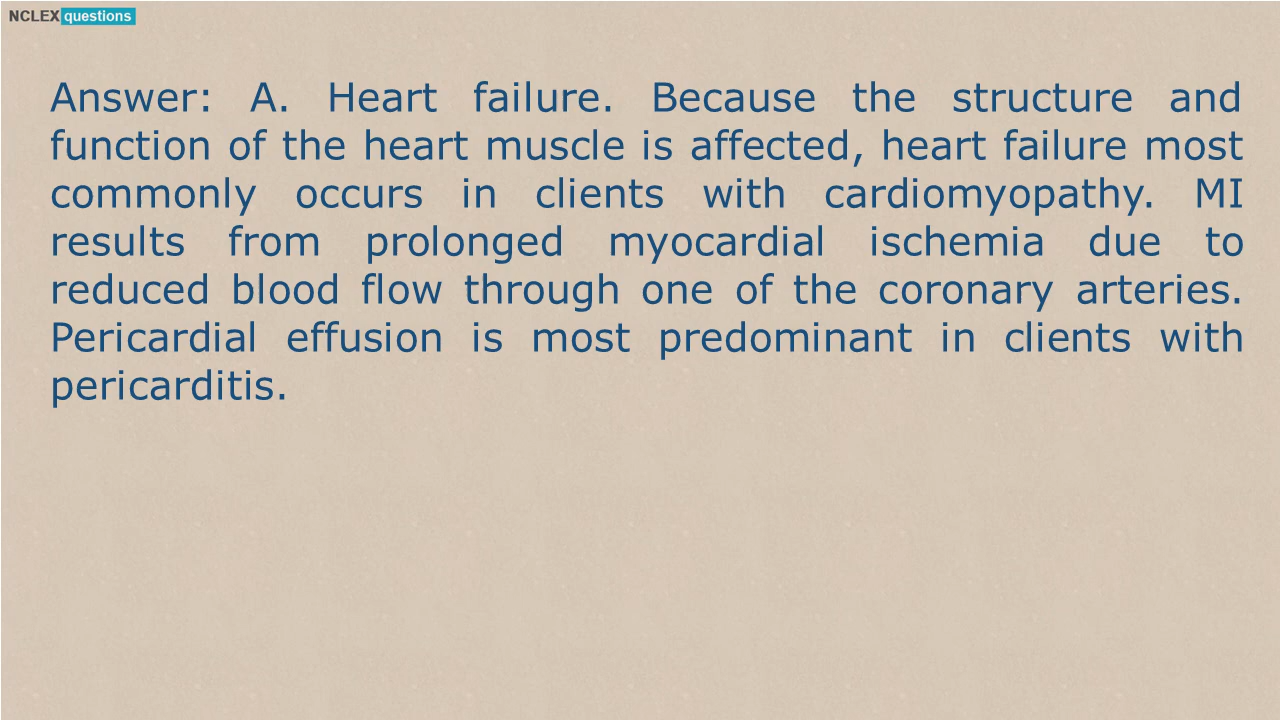 NCLEX questions
Answer: A. Heart failure. Because the structure and
function of the heart muscle is affected, heart failure most
commonly occurs in clients with cardiomyopathy. MI
results from prolonged myocardial ischemia due to
reduced blood flow through one of the coronary arteries.
Pericardial effusion is most predominant in clients with
pericarditis.